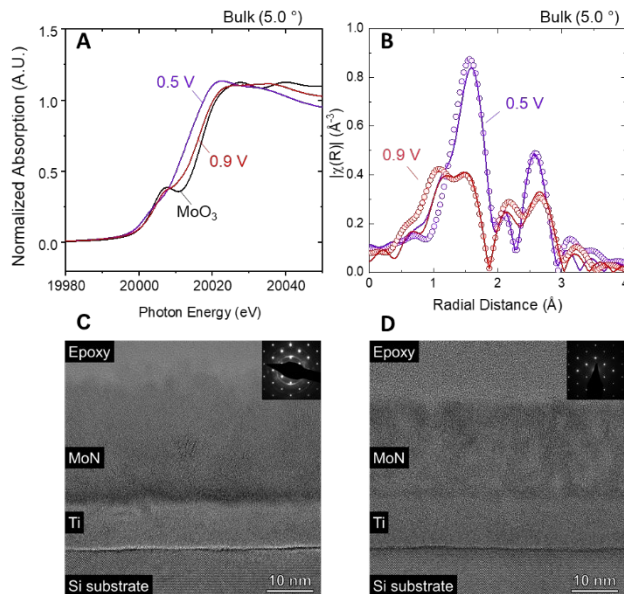 Bulk (5.0 °)
A
0.5 V
0.9 V
MoO3
Normalized Absorption (A.U.)
1.5
1.0
0.5
0.0
19980
20000
20020
20040
Photon Energy (eV)
Bulk (5.0 °)
B
0.5 V
0.9 V
|χ(R)| (Å-3)
1.0
0.8
0.6
0.4
0.2
0.0
0
1
2
3
4
Radial Distance (Å)
C
Epoxy
MoN
Ti
Si substrate
10 nm
D
Epoxy
MoN
Ti
Si substrate
10 nm